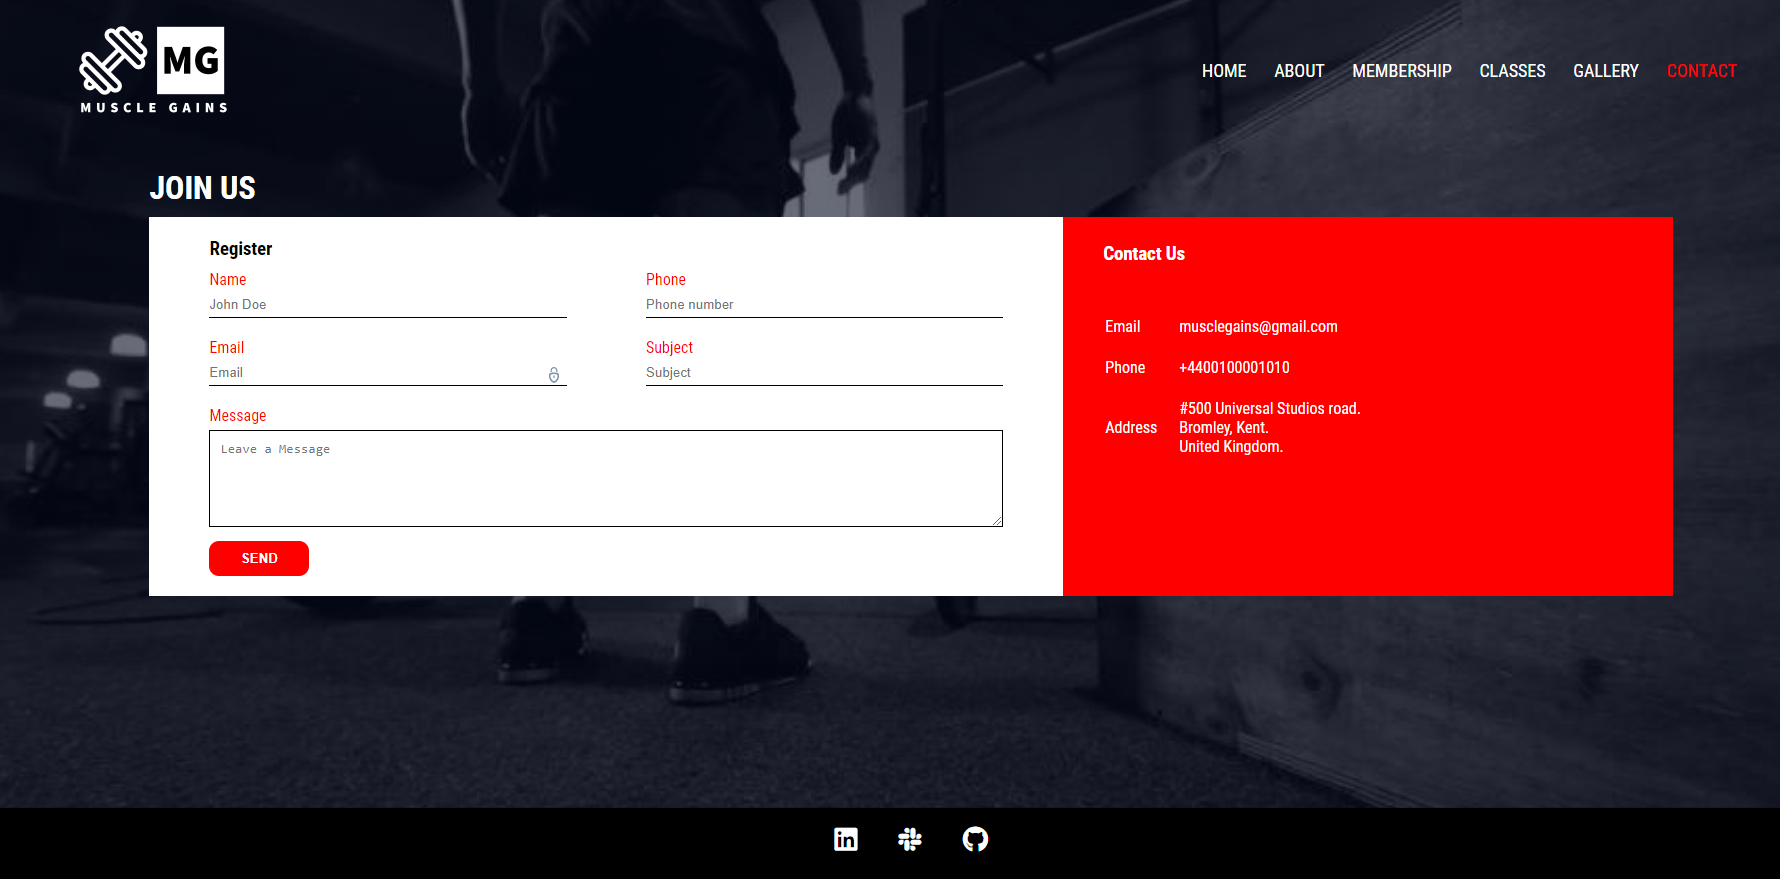 MG
MUSCLE GAINS
HOME ABOUT MEMBERSHIP CLASSES GALLERY CONTACT
JOIN US
Register
Name
John Doe
Phone
Phone number
Email
Email
Subject
Subject
Message
Leave a Message
SEND
Contact Us
Email musclegains@gmail.com
Phone +4400100001010
Address
#500 Universal Studios road.
Bromley, Kent.
United Kingdom.
in